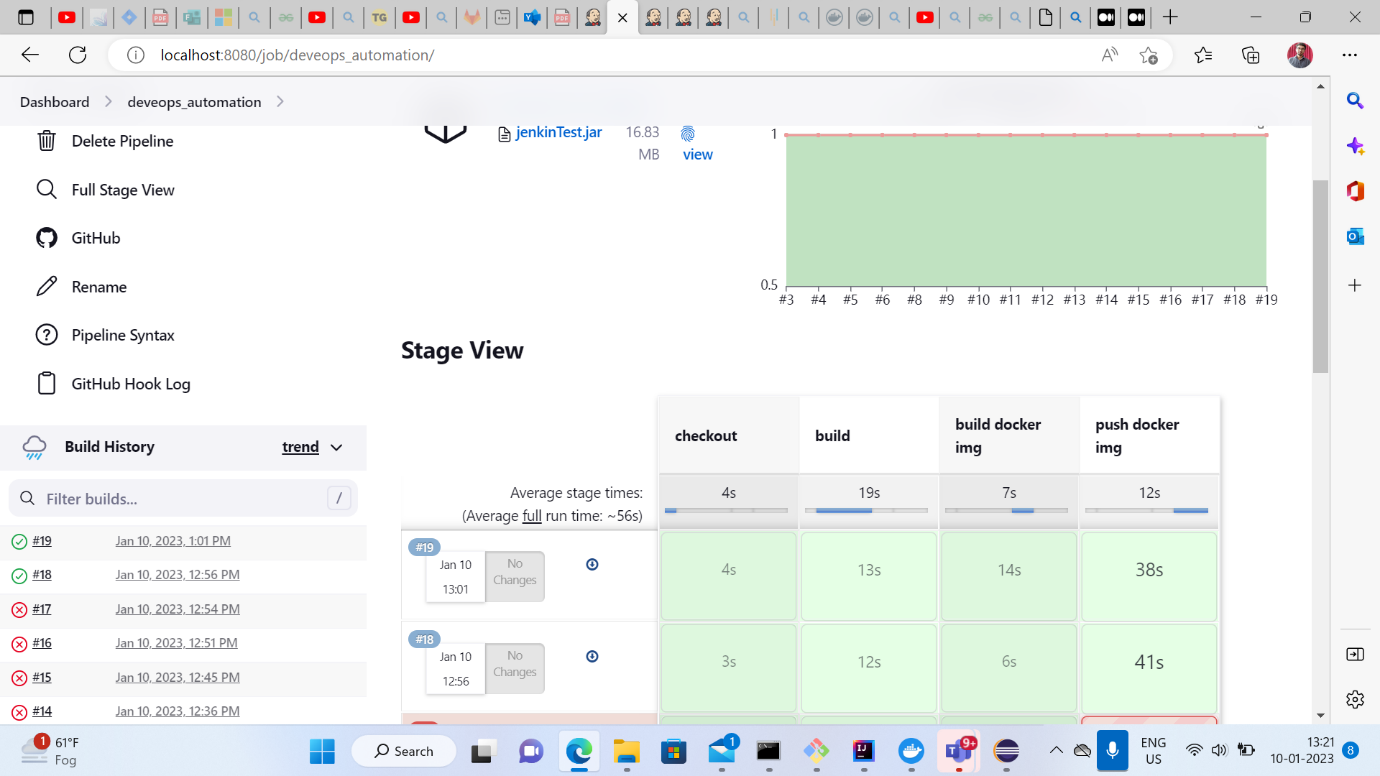 TG
localhost:8080/job/deveops_automation/
Dashboard
deveops_automation
Delete Pipeline
Full Stage View
GitHub
Rename
Pipeline Syntax
GitHub Hook Log
Build History
trend
Filter builds...
/
#19
Jan 10, 2023, 1:01 PM
#18
Jan 10, 2023, 12:56 PM
#17
Jan 10, 2023, 12:54 PM
#16
Jan 10, 2023, 12:51 PM
#15
Jan 10, 2023, 12:45 PM
#14
Jan 10, 2023, 12:36 PM
jenkinTest.jar
16.83
MB
view
1
0.5
#3 #4 #5 #6 #8 #9 #10 #11 #12 #13 #14 #15 #16 #17 #18 #19
Stage View
checkout
build
build docker
img
push docker
img
Average stage times:
(Average full run time: ~56s)
4s
19s
7s
12s
#19
Jan 10
13:01
No
Changes
4s
13s
14s
38s
#18
Jan 10
12:56
No
Changes
3s
12s
6s
41s
1
61°F
Fog
Search
1
9+
ENG
US
13:21
10-01-2023
8